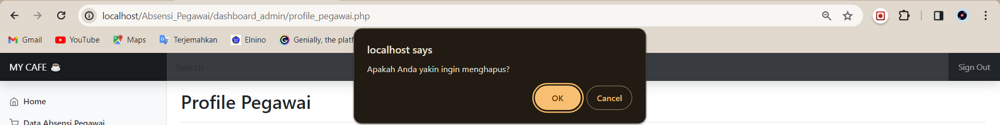 localhost/Absensi_Pegawai/dashboard_admin/profile_pegawai.php
Gmail YouTube Maps Terjemahkan Elnino Genially, the platf
localhost says
Apakah Anda yakin ingin menghapus?
OK Cancel
MY CAFE ☕ Search Sign Out
Home
Profile Pegawai
Data Absensi Pegawai